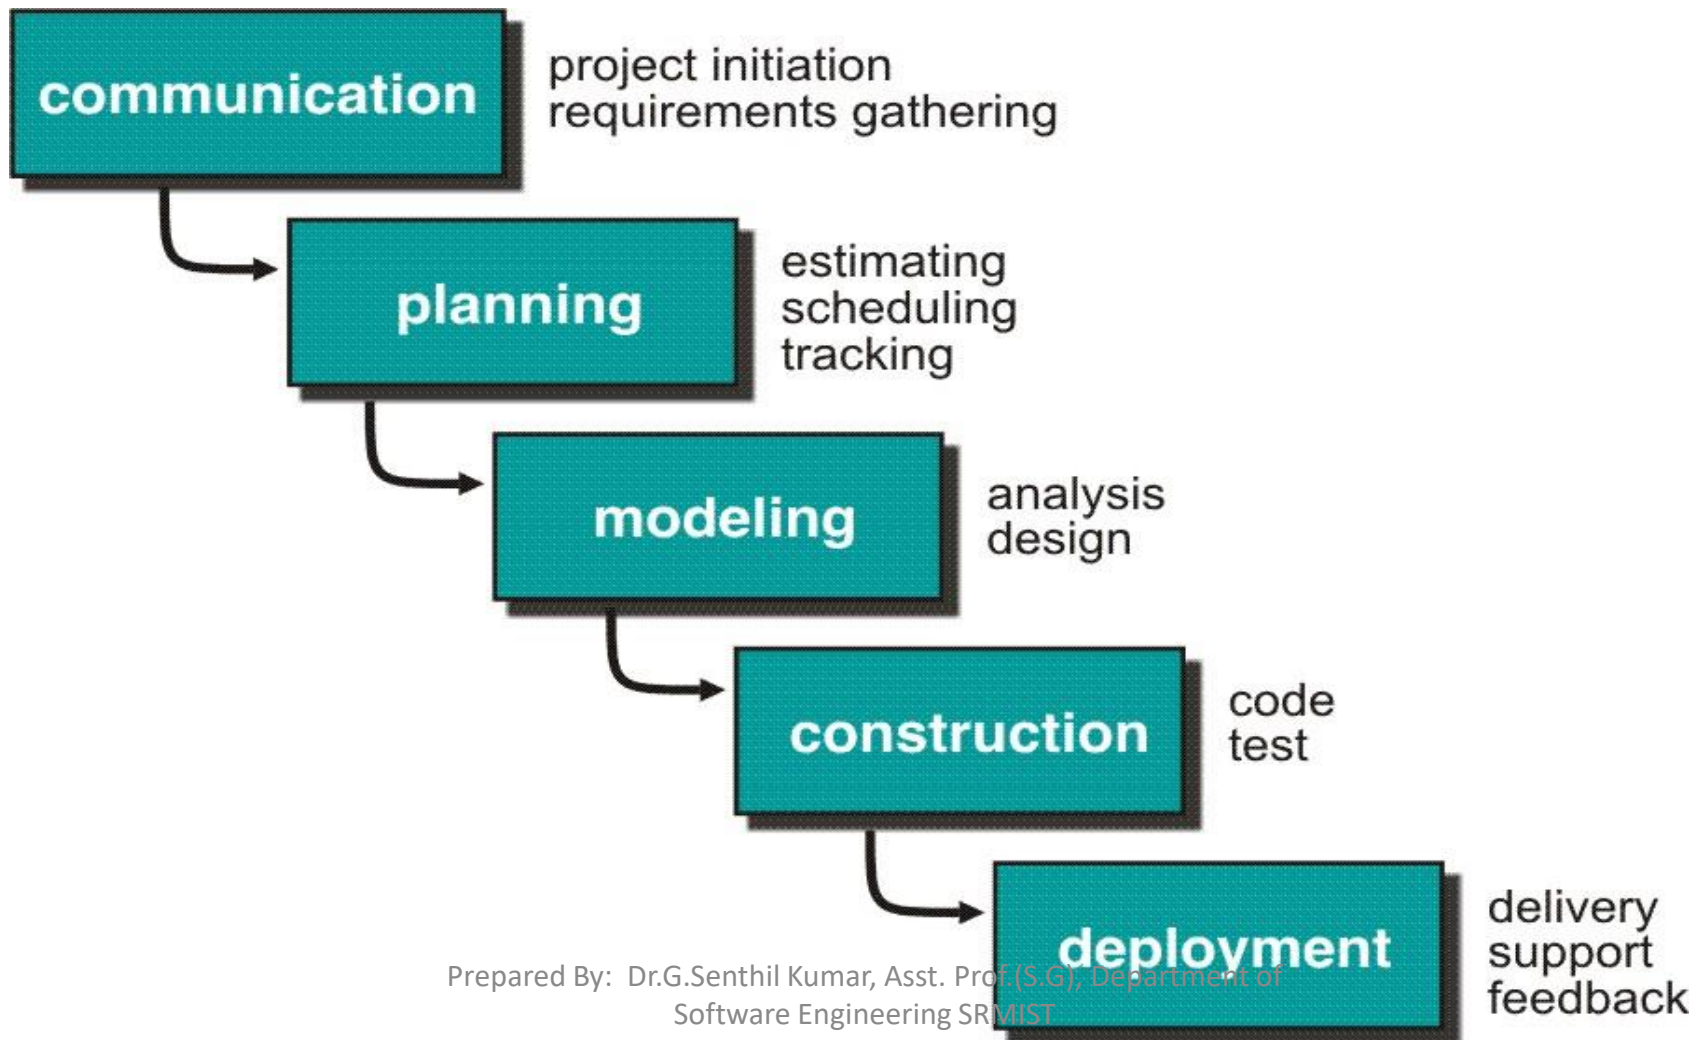 communication
project initiation
requirements gathering
planning
estimating
scheduling
tracking
modeling
analysis
design
construction
code
test
deployment
delivery
support
feedback
Prepared By: Dr.G.Senthil Kumar, Asst. Prof.(S.G), Department of
Software Engineering SRMIST